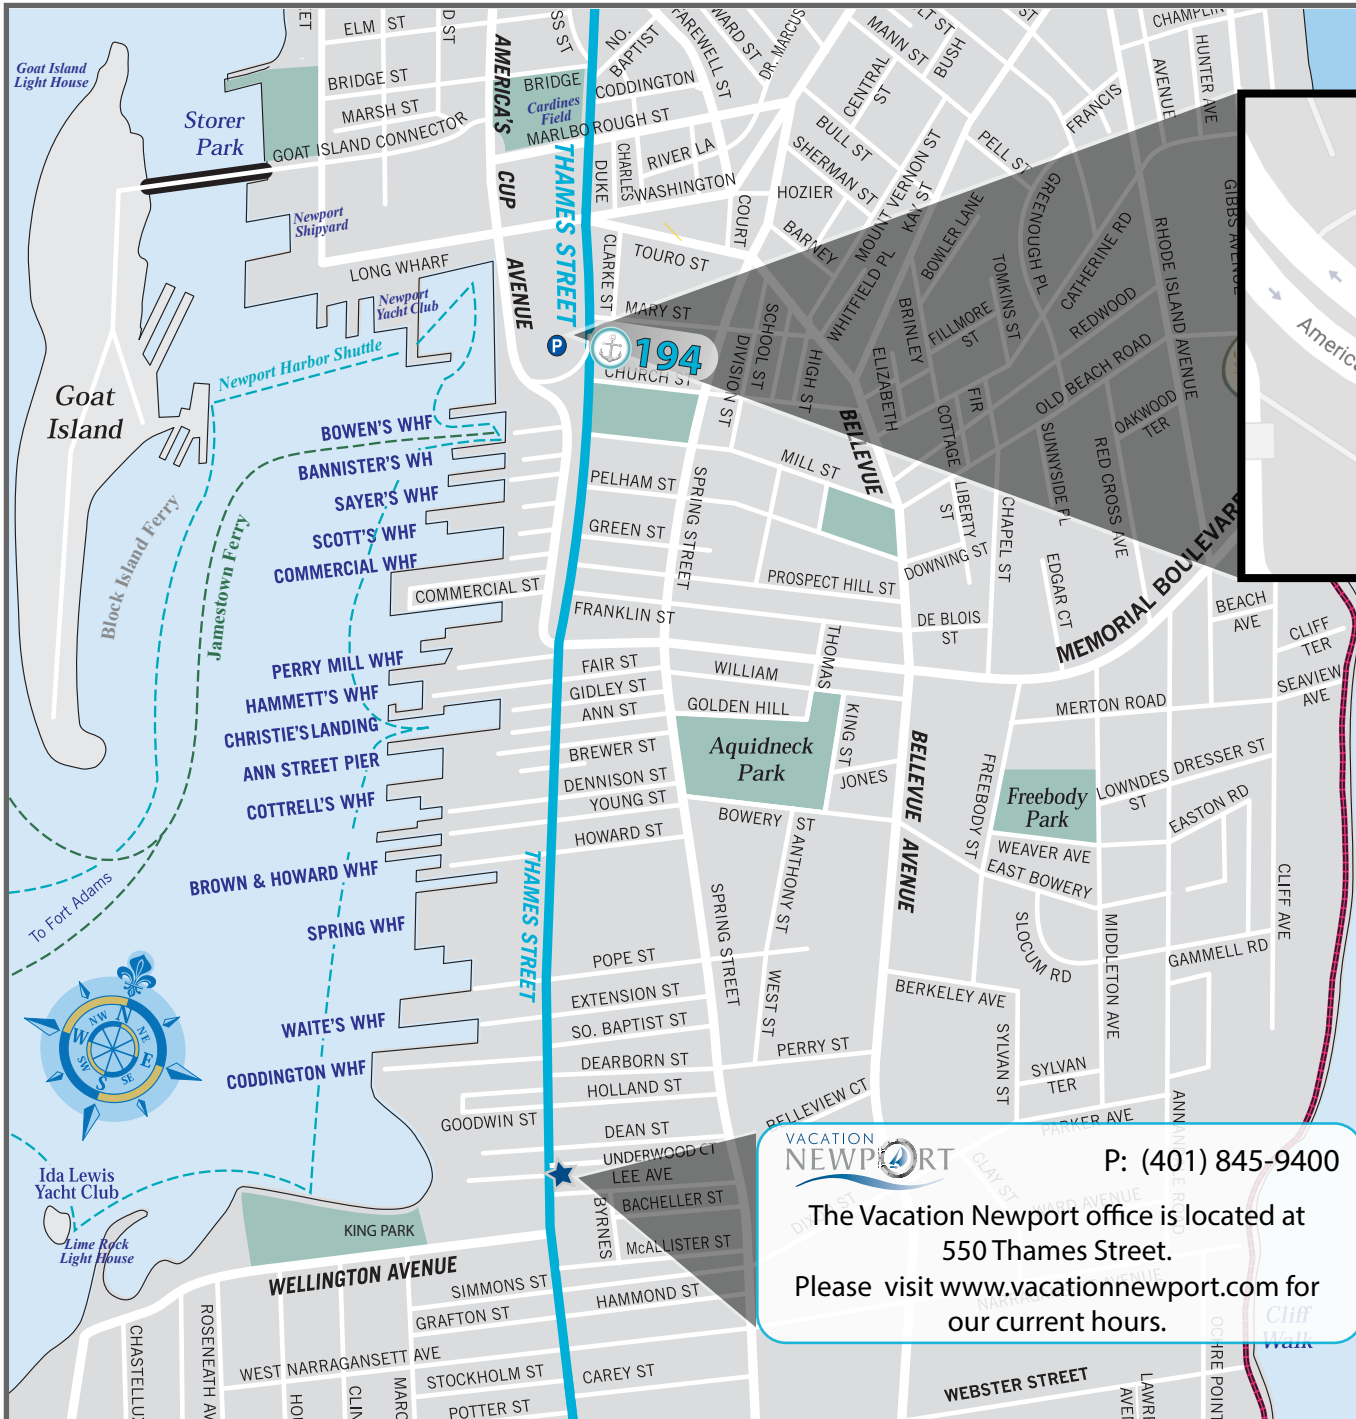 ELM ST
BRIDGE ST
MARSH ST
GOAT ISLAND CONNECTOR
Goat Island
Light House
Storer
Park
Newport
Shipyard
LONG WHARF
Newport
Yacht Club
AMERICA'S
CUP
AVENUE
BRIDGE
Cardines
Field
MARLBOROUGH ST
NO.
BAPTIST
CODDINGTON
FAREWELL ST
WARD ST
DR. MARCUS
MANN ST
BUSH
CENTRAL
ST
BULL ST
SHERMAN ST
MOUNT VERNON ST
KAY ST
PELL ST
FRANCIS
CHAMPLIN
HUNTER AVE
AVENUE
GIBBS AVENUE
THAMES STREET
DUKE
CHARLES
RIVER LA
WASHINGTON
HOZIER
COURT
BARNEY
CLARKE ST
TOURO ST
MARY ST
P
194
CHURCH ST
SCHOOL ST
DIVISION ST
HIGH ST
WHITFIELD PL
BOWLER LANE
GREENOUGH PL
CATHERINE RD
RHODE ISLAND AVENUE
TOMKINS ST
FILLMORE
ST
BRINLEY
REDWOOD
OLD BEACH ROAD
ELIZABETH
FIR
COTTAGE
OAKWOOD
TER
SUNNYSIDE PL
RED CROSS AVE
BELLEVUE
MILL ST
PELHAM ST
SPRING STREET
GREEN ST
LIBERTY
ST
CHAPEL ST
DOWNING ST
EDGAR CT
PROSPECT HILL ST
DE BLOIS
ST
MEMORIAL BOULEVARD
BEACH
AVE
CLIFF
TER
SEAVIEW
AVE
Newport Harbor Shuttle
Goat
Island
Block Island Ferry
Jamestown Ferry
BOWEN'S WHF
BANNISTER'S WH
SAYER'S WHF
SCOTT'S WHF
COMMERCIAL WHF
COMMERCIAL ST
FRANKLIN ST
PERRY MILL WHF
HAMMETT'S WHF
CHRISTIE'S LANDING
ANN STREET PIER
COTTRELL'S WHF
BROWN & HOWARD WHF
SPRING WHF
WAITE'S WHF
CODDINGTON WHF
FAIR ST
GIDLEY ST
ANN ST
BREWER ST
DENNISON ST
YOUNG ST
HOWARD ST
WILLIAM
THOMAS
GOLDEN HILL
Aquidneck
Park
KING ST
JONES
BOWERY ST
ANTHONY ST
BELLEVUE AVENUE
FREEBODY ST
MERTON ROAD
Freebody
Park
LOWNDES
ST
DRESSER ST
EASTON RD
WEAVER AVE
EAST BOWERY
SLOCUM RD
MIDDLETON AVE
GAMMELL RD
CLIFF AVE
THAMES STREET
SPRING STREET
WEST ST
POPE ST
EXTENSION ST
SO. BAPTIST ST
DEARBORN ST
HOLLAND ST
PERRY ST
BERKELEY AVE
SYLVAN ST
SYLVAN
TER
To Fort Adams
N
NE
E
SE
S
SW
W
NW
GOODWIN ST
DEAN ST
UNDERWOOD CT
LEE AVE
BACHELLER ST
BYRNES
McALLISTER ST
BELLEVIEW CT
PARKER AVE
Ida Lewis
Yacht Club
Lime Rock
Light House
KING PARK
WELLINGTON AVENUE
SIMMONS ST
GRAFTON ST
HAMMOND ST
WEST NARRAGANSETT AVE
STOCKHOLM ST
POTTER ST
CAREY ST
CHASTELLUX
ROSENEATH AV
VACATION
NEWPORT
P: (401) 845-9400
The Vacation Newport office is located at
550 Thames Street.
Please visit www.vacationnewport.com for
our current hours.
CLAY ST
Cliff
Walk
WEBSTER STREET
OCHRE POINT